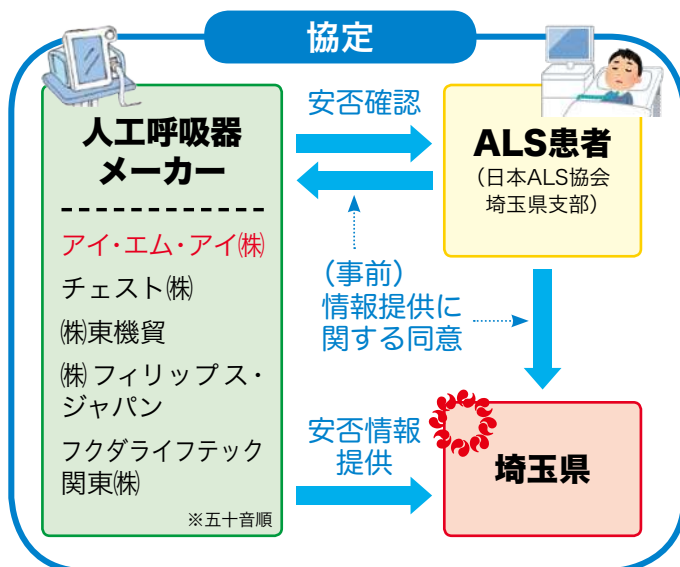 協定
人工呼吸器
メーカー
アイ・エム・アイ㈱
チェスト㈱
㈱東機貿
㈱フィリップス・
ジャパン
フクダライフテック
関東㈱
※五十音順
安否確認
ALS患者
(日本ALS協会
埼玉県支部)
(事前)
情報提供に
関する同意
安否情報
提供
埼玉県